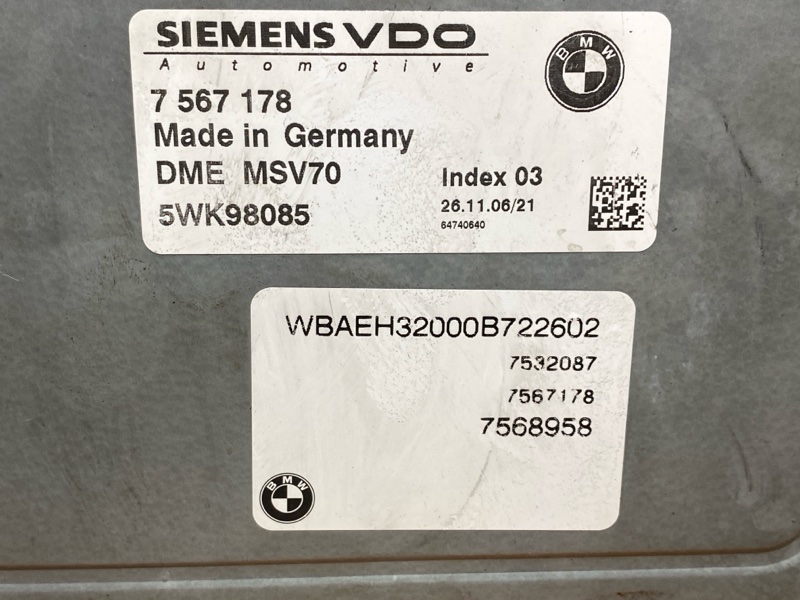 SIEMENS VDO
Automotive
BMW
7 567 178
Made in Germany
DME MSV70
Index 03
5WK98085
26.11.06/21
64740640
WBAEH32000B722602
7532087
7567178
7568958
BMW